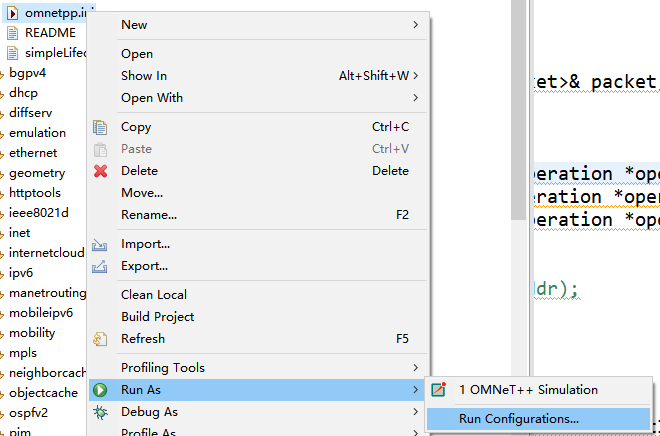 omnetpp.ini
README
simpleLifec
bgpv4
dhcp
diffserv
emulation
ethernet
geometry
httptools
ieee8021d
inet
internetcloud
ipv6
manetrouting
mobileipv6
mobility
mpls
neighborcach
objectcache
ospfv2
pim
New
Open
Show In Alt+Shift+W
Open With
Copy Ctrl+C
Paste Ctrl+V
Delete Delete
Move...
Rename... F2
Import...
Export...
Clean Local
Build Project
Refresh F5
Profiling Tools
Run As
Debug As
Profile As
1 OMNeT++ Simulation
Run Configurations...
et>& packet
eration *ope
eration *oper
peration *op
ddr);